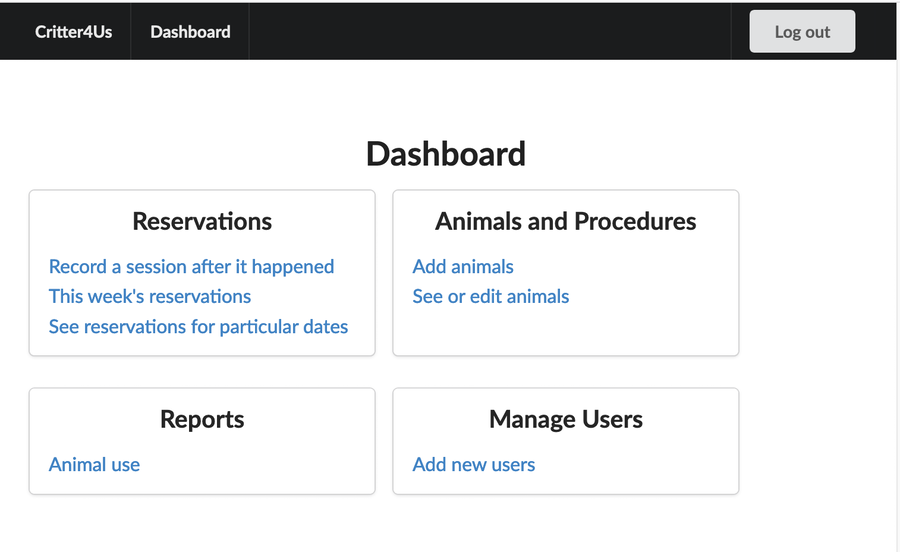 Critter4Us
Dashboard
Log out
Dashboard
Reservations
Record a session after it happened
This week's reservations
See reservations for particular dates
Animals and Procedures
Add animals
See or edit animals
Reports
Animal use
Manage Users
Add new users